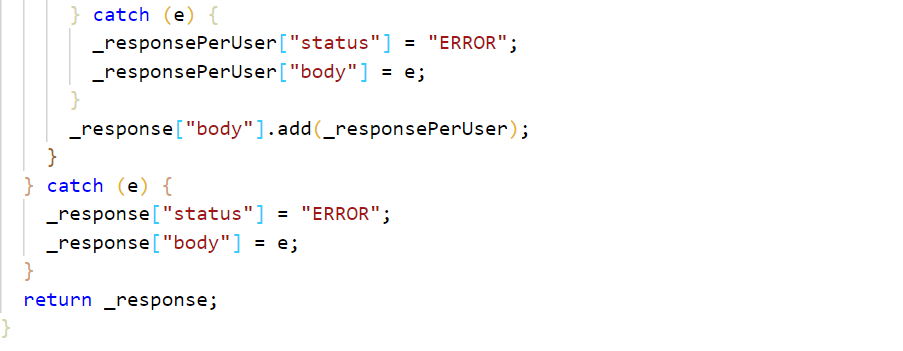 } catch (e) {
_responsePerUser["status"] = "ERROR";
_responsePerUser["body"] = e;
}
_response["body"].add(_responsePerUser);
}
} catch (e) {
_response["status"] = "ERROR";
_response["body"] = e;
}
return _response;
}